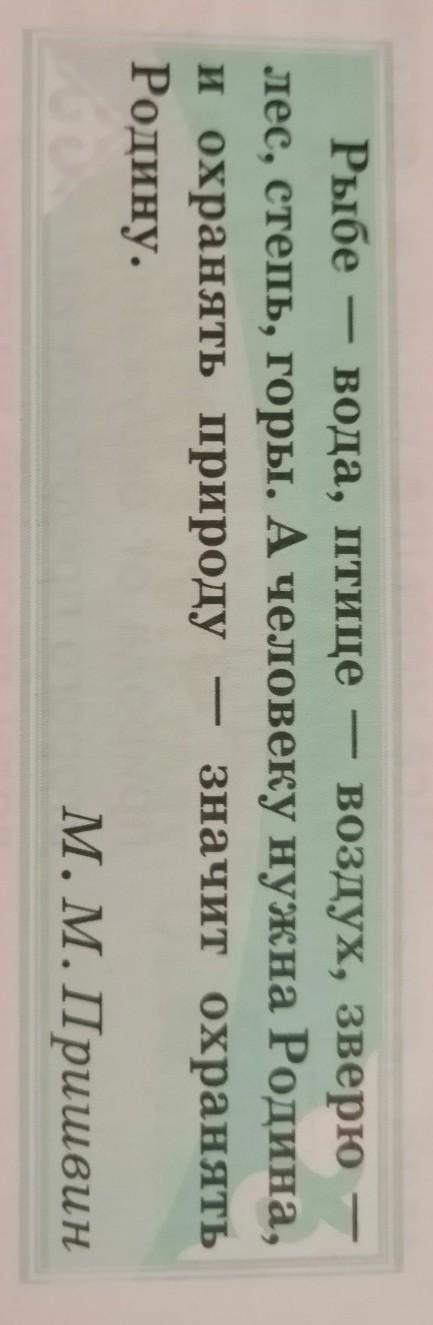 Рыбе — вода, птице — воздух, зверю —
лес, степь, горы. А человеку нужна Родина,
и охранять природу — значит охранять
Родину.
М. М. Пришвин